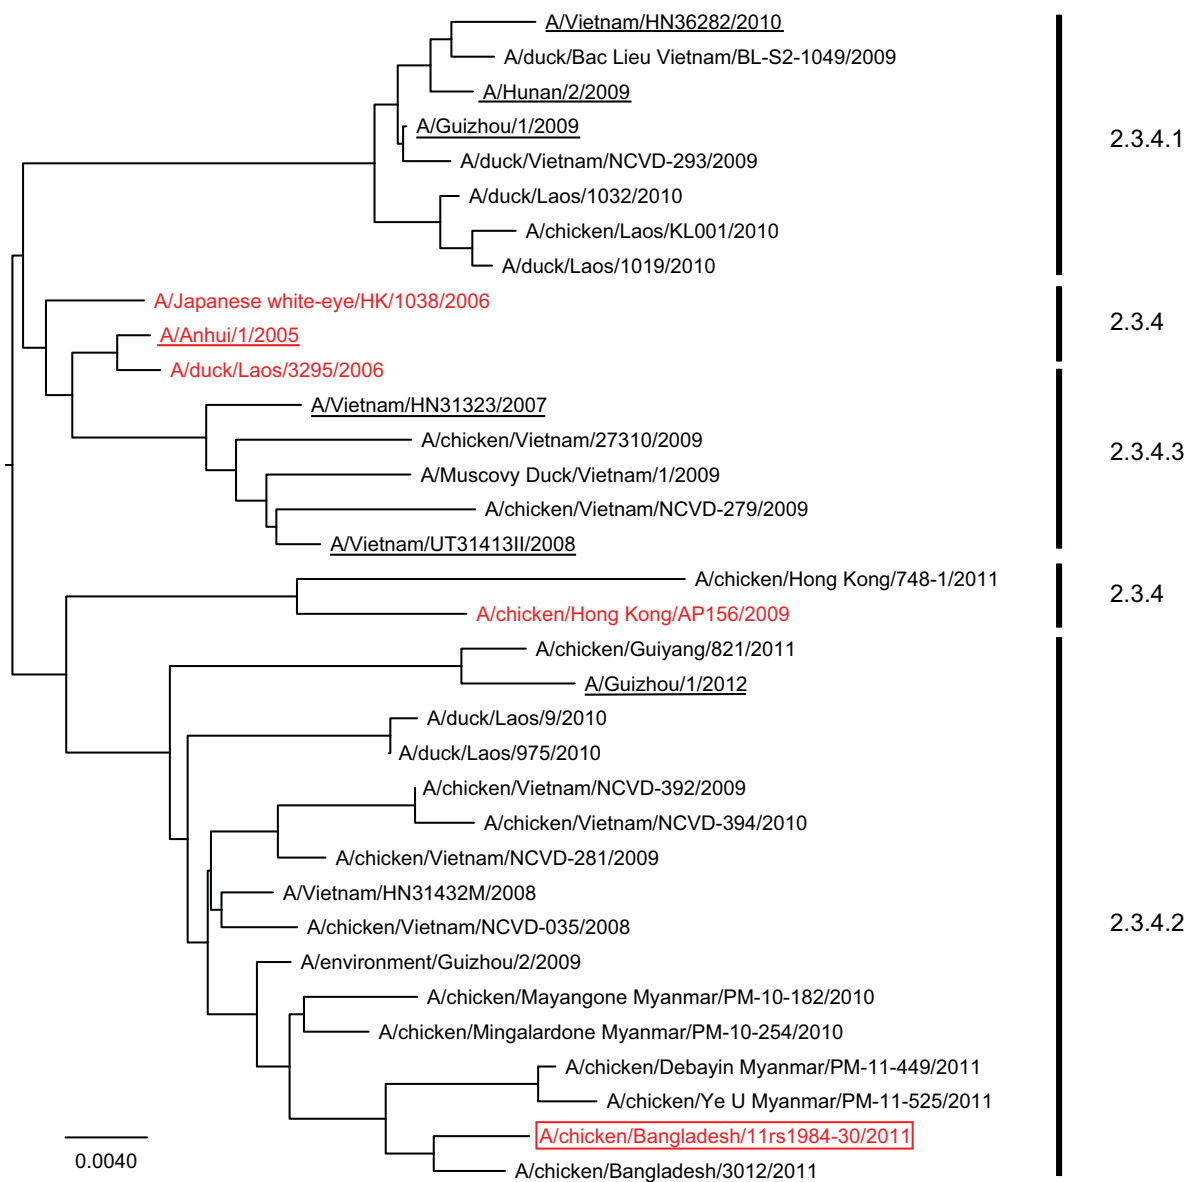 A/Vietnam/HN36282/2010
A/duck/Bac Lieu Vietnam/BL-S2-1049/2009
A/Hunan/2/2009
A/Guizhou/1/2009
2.3.4.1
A/duck/Vietnam/NCVD-293/2009
A/duck/Laos/1032/2010
A/chicken/Laos/KL001/2010
A/duck/Laos/1019/2010
A/Japanese white-eye/HK/1038/2006
2.3.4
A/Anhui/1/2005
A/duck/Laos/3295/2006
A/Vietnam/HN31323/2007
A/chicken/Vietnam/27310/2009
2.3.4.3
A/Muscovy Duck/Vietnam/1/2009
A/chicken/Vietnam/NCVD-279/2009
A/Vietnam/UT31413II/2008
A/chicken/Hong Kong/748-1/2011
2.3.4
A/chicken/Hong Kong/AP156/2009
A/chicken/Guiyang/821/2011
A/Guizhou/1/2012
A/duck/Laos/9/2010
A/duck/Laos/975/2010
A/chicken/Vietnam/NCVD-392/2009
A/chicken/Vietnam/NCVD-394/2010
A/chicken/Vietnam/NCVD-281/2009
A/Vietnam/HN31432M/2008
2.3.4.2
A/chicken/Vietnam/NCVD-035/2008
A/environment/Guizhou/2/2009
A/chicken/Mayangone Myanmar/PM-10-182/2010
A/chicken/Mingalardone Myanmar/PM-10-254/2010
A/chicken/Debayin Myanmar/PM-11-449/2011
A/chicken/Ye U Myanmar/PM-11-525/2011
A/chicken/Bangladesh/11rs1984-30/2011
A/chicken/Bangladesh/3012/2011
0.0040